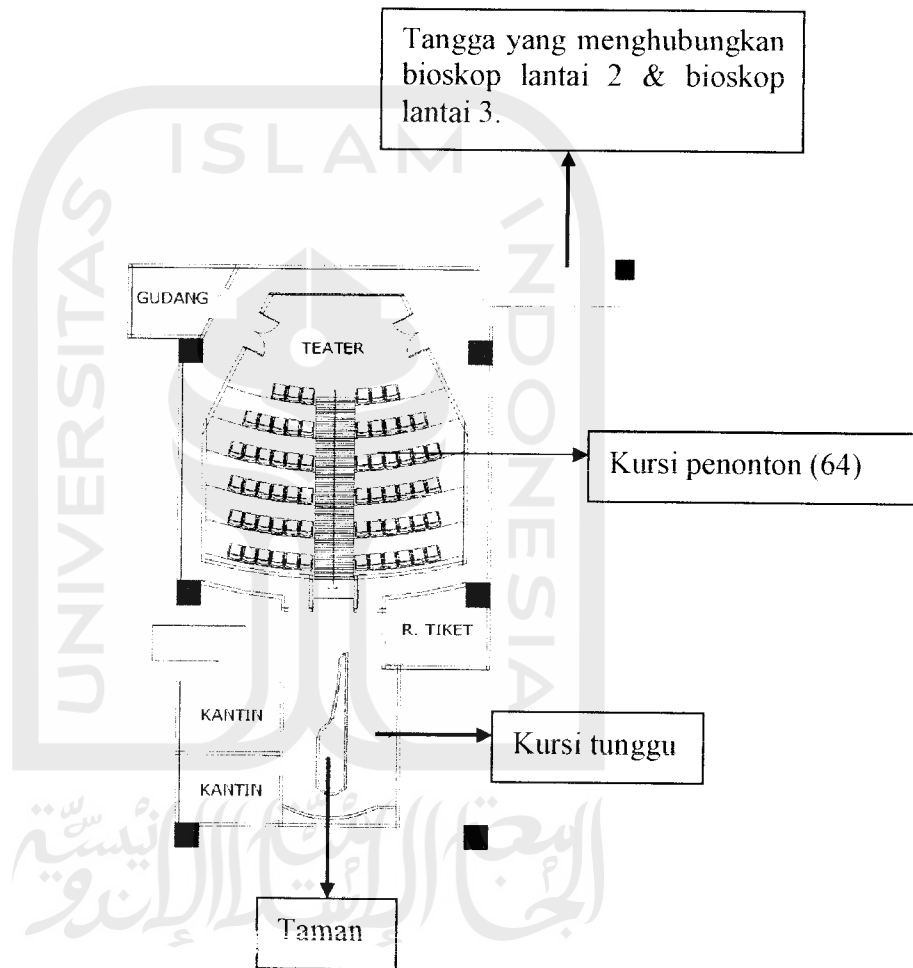 Tangga yang menghubungkan
bioskop lantai 2 & bioskop
lantai 3.
ISLAM
UNIVERSITAS
INDONESIA
GUDANG
TEATER
Kursi penonton (64)
R. TIKET
KANTIN
Kursi tunggu
KANTIN
Taman